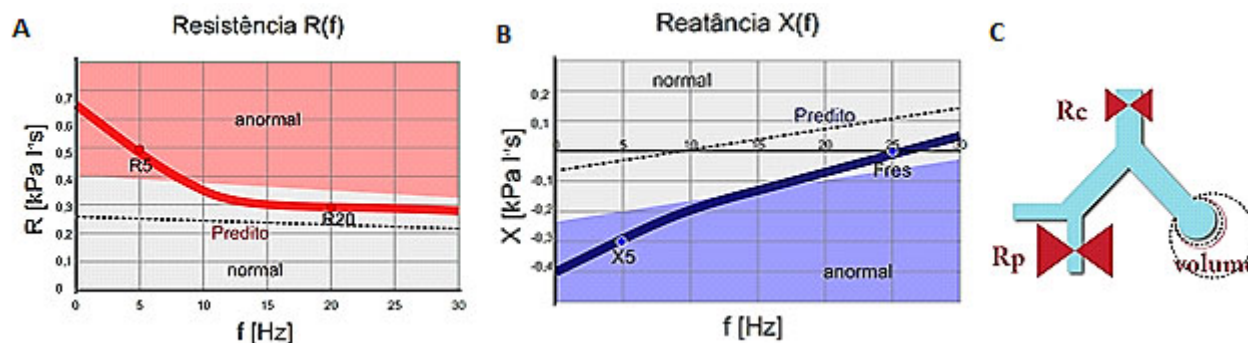 A
Resistência R(f)
R [kPa l⁻¹s]
0,7
0,6
0,5
0,4
0,3
0,2
0,1
0
anormal
R5
R20
Predito
normal
0 5 10 15 20 25 30
f [Hz]
B
Reatância X(f)
X [kPa l⁻¹s]
0,2
0,1
-0,1
-0,2
-0,3
-0,4
normal
Predito
5 10 15 20 25 30
Fres
X5
anormal
f [Hz]
C
Rc
Rp
volume